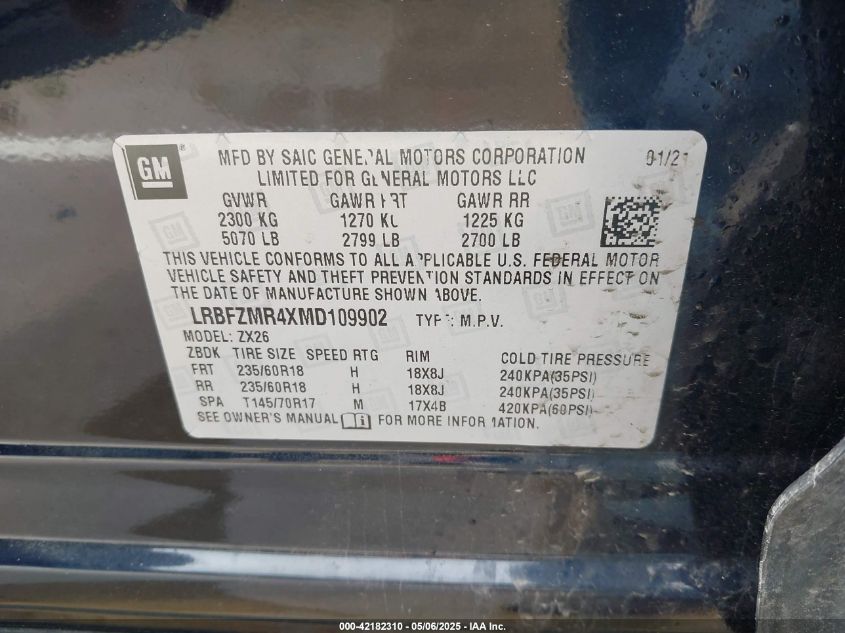 GM
MFD BY SAIC GENERAL MOTORS CORPORATION 01/21
LIMITED FOR GENERAL MOTORS LLC
GVWR GAWR FRT GAWR RR
2300 KG 1270 KG 1225 KG
5070 LB 2799 LB 2700 LB
THIS VEHICLE CONFORMS TO ALL APPLICABLE U.S. FEDERAL MOTOR
VEHICLE SAFETY AND THEFT PREVENTION STANDARDS IN EFFECT ON
THE DATE OF MANUFACTURE SHOWN ABOVE.
LRBFZMR4XMD109902 TYPE: M.P.V.
MODEL: ZX26
ZBDK TIRE SIZE SPEED RTG RIM COLD TIRE PRESSURE
FRT 235/60R18 H 18X8J 240KPA(35PSI)
RR 235/60R18 H 18X8J 240KPA(35PSI)
SPA T145/70R17 M 17X4B 420KPA(60PSI)
SEE OWNER'S MANUAL FOR MORE INFORMATION.
000-42182310 - 05/06/2025 - IAA Inc.